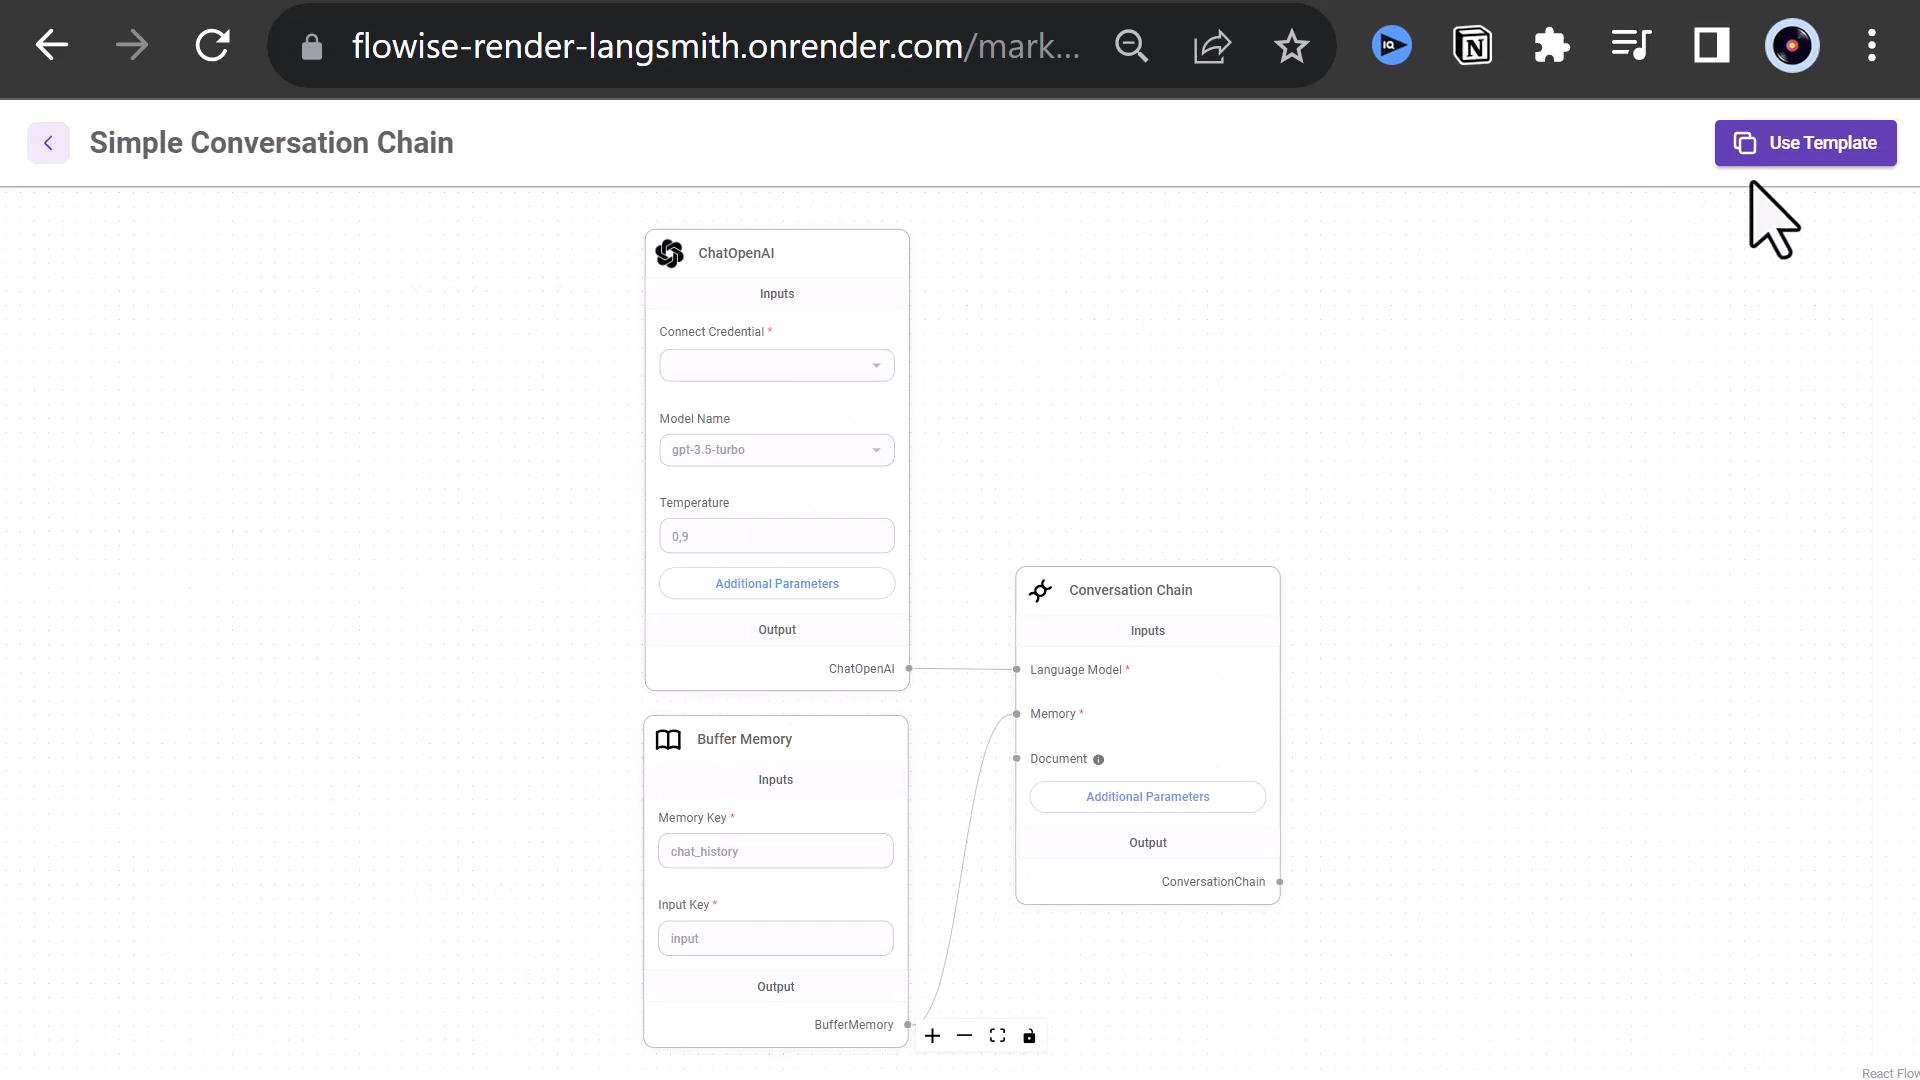 flowise-render-langsmith.onrender.com/mark...
IQ
N
Simple Conversation Chain
Use Template
ChatOpenAI
Inputs
Connect Credential *
Model Name
gpt-3.5-turbo
Temperature
0,9
Additional Parameters
Output
ChatOpenAI
Buffer Memory
Inputs
Memory Key *
chat_history
Input Key *
input
Output
BufferMemory
Conversation Chain
Inputs
Language Model *
Memory *
Document
Additional Parameters
Output
ConversationChain
React Flow